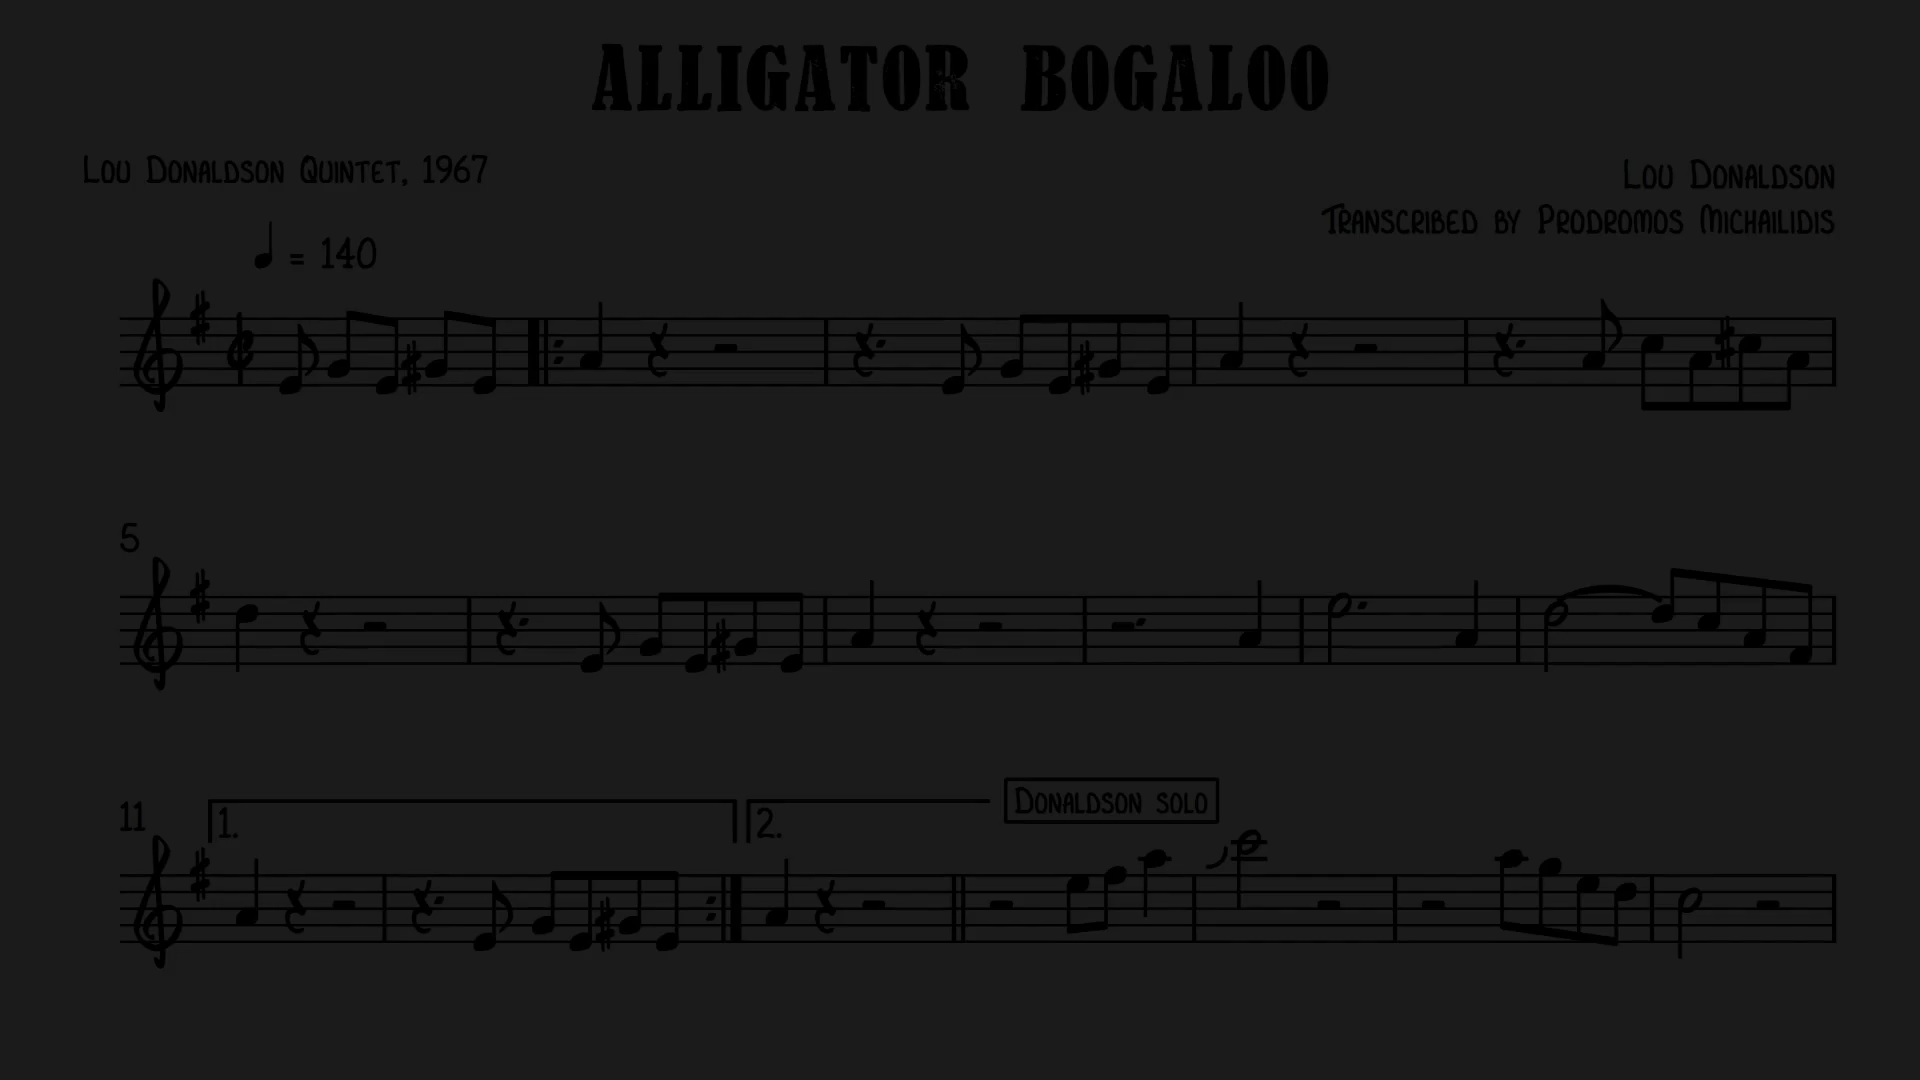 ALLIGATOR BOGALOO
LOU DONALDSON QUINTET, 1967
LOU DONALDSON
TRANSCRIBED BY PRODROMOS MICHAILIDIS
= 140
5
11
1.
2.
DONALDSON SOLO